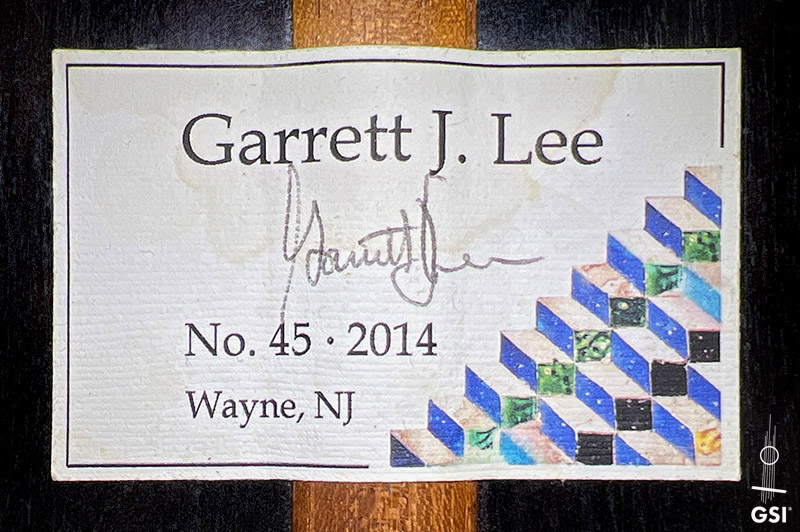 Garrett J. Lee
Garrett J Lee
No. 45 · 2014
Wayne, NJ
GSI®